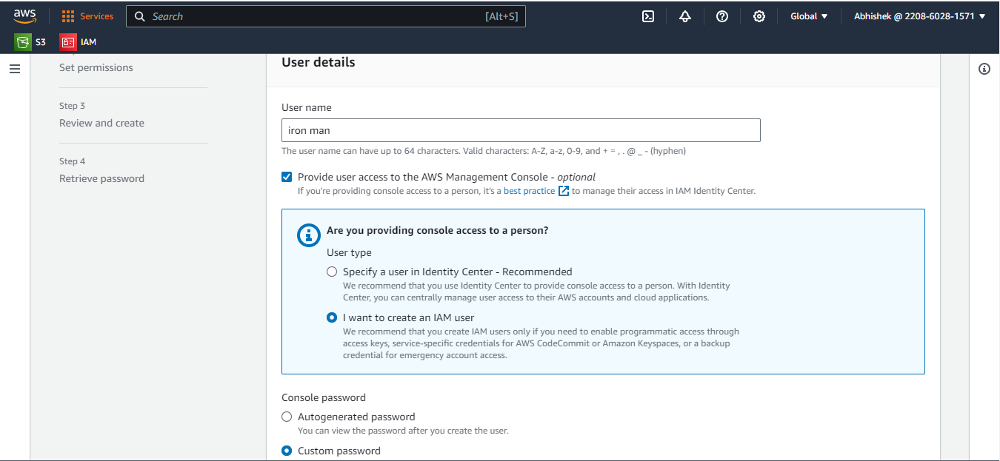 aws
Services
Search
[Alt+S]
Global
Abhishek @ 2208-6028-1571
S3
IAM
Set permissions
Step 3
Review and create
Step 4
Retrieve password
User details
User name
iron man
The user name can have up to 64 characters. Valid characters: A-Z, a-z, 0-9, and + = , . @ _ - (hyphen)
Provide user access to the AWS Management Console - optional
If you're providing console access to a person, it's a best practice to manage their access in IAM Identity Center.
Are you providing console access to a person?
User type
Specify a user in Identity Center - Recommended
We recommend that you use Identity Center to provide console access to a person. With Identity
Center, you can centrally manage user access to their AWS accounts and cloud applications.
I want to create an IAM user
We recommend that you create IAM users only if you need to enable programmatic access through
access keys, service-specific credentials for AWS CodeCommit or Amazon Keyspaces, or a backup
credential for emergency account access.
Console password
Autogenerated password
You can view the password after you create the user.
Custom password